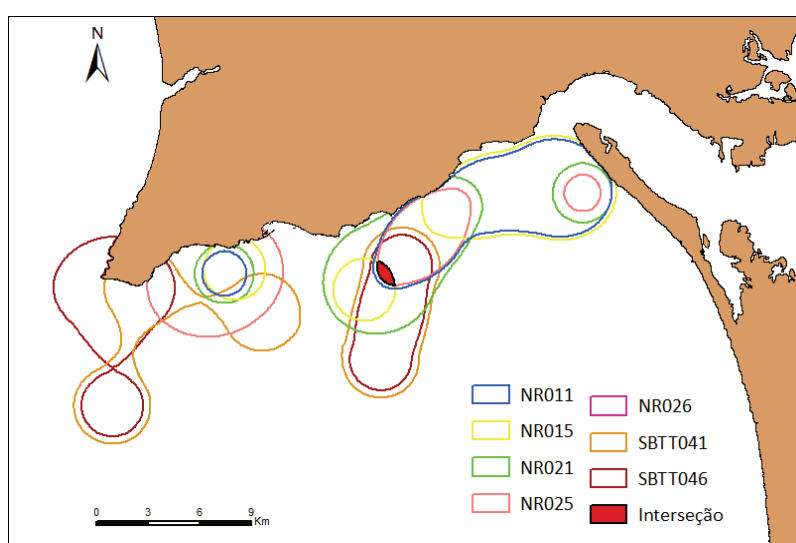 N
NR011
NR015
NR021
NR025
NR026
SBTT041
SBTT046
Interseção
0 3 6 9
Km